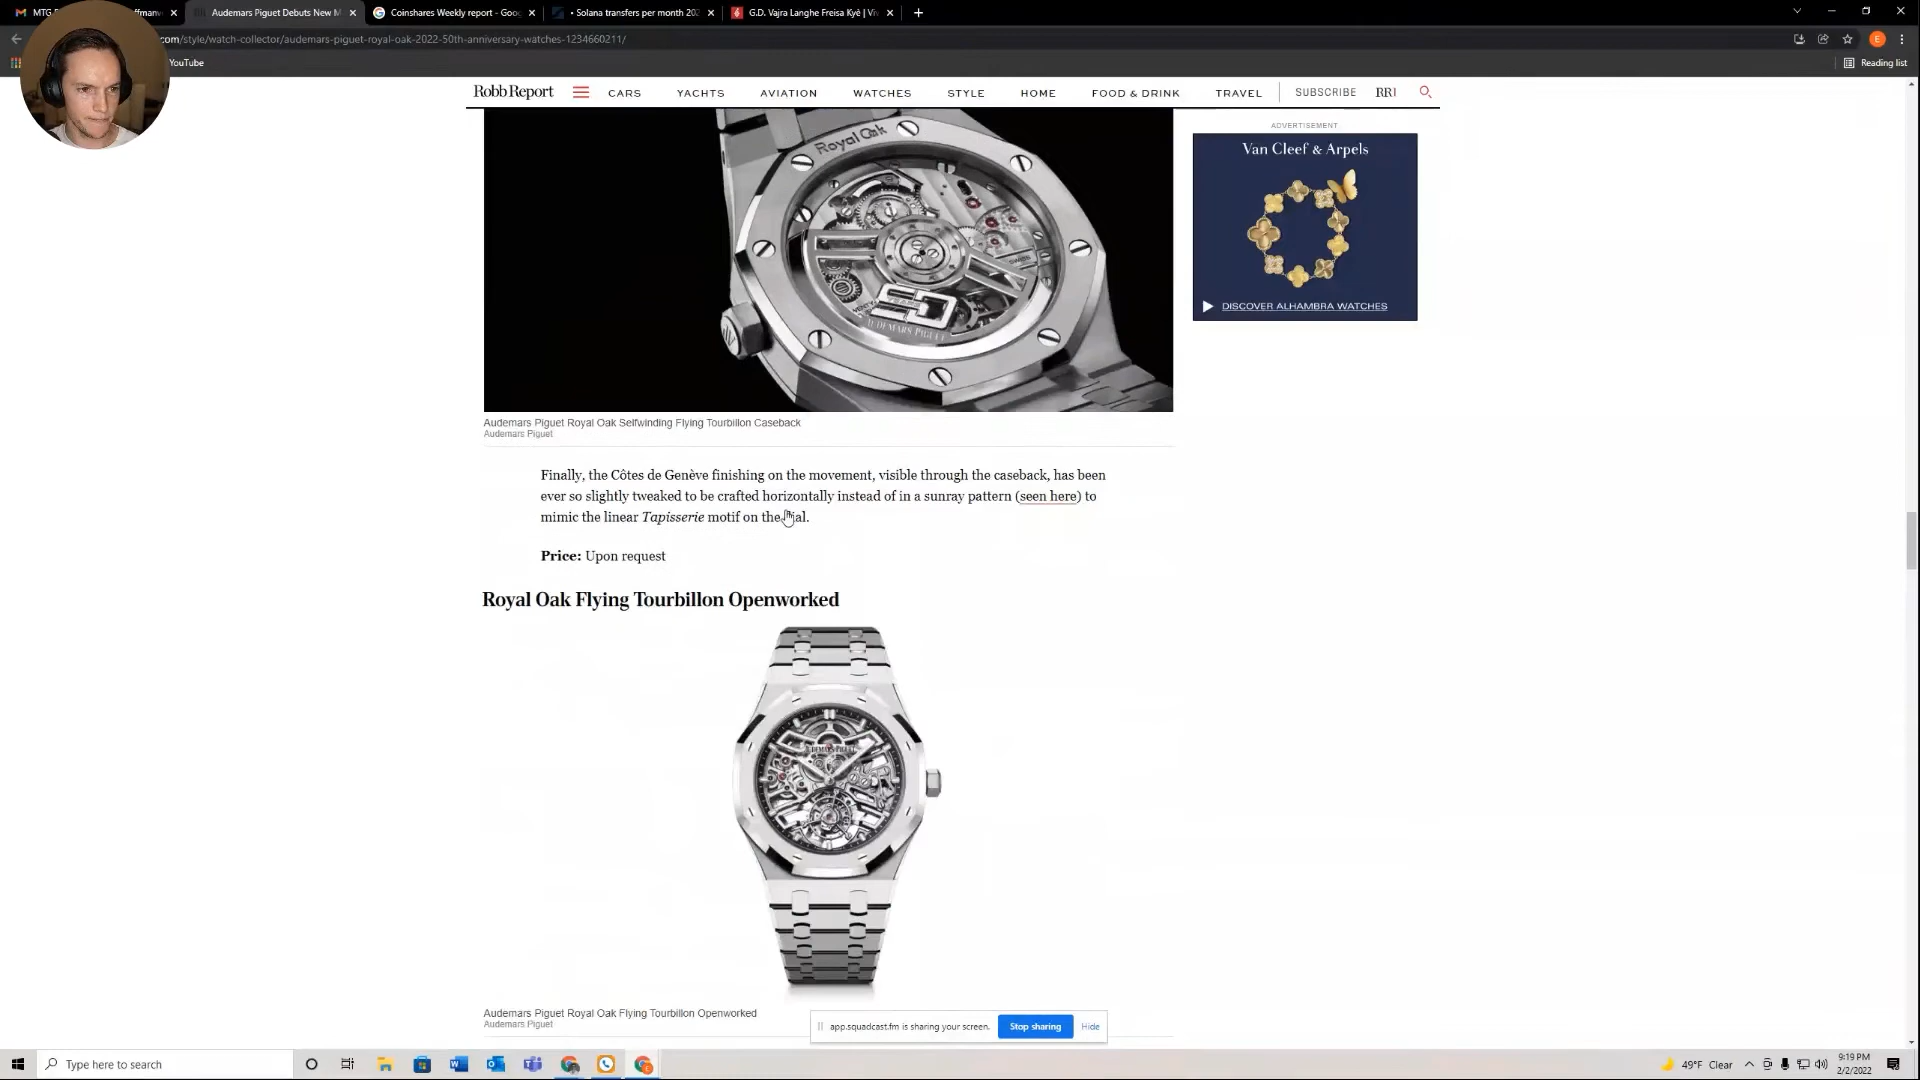 Audemars Piguet Debuts New M
Coinshares Weekly report - Goo
Solana transfers per month 202
G.D. Vajra Langhe Freisa Kyè | Viv
com/style/watch-collector/audemars-piguet-royal-oak-2022-50th-anniversary-watches-1234660211/
E
YouTube
Reading list
Robb Report
CARS
YACHTS
AVIATION
WATCHES
STYLE
HOME
FOOD & DRINK
TRAVEL
SUBSCRIBE
RR1
Royal Oak
AUDEMARS PIGUET
ADVERTISEMENT
Van Cleef & Arpels
DISCOVER ALHAMBRA WATCHES
Audemars Piguet Royal Oak Selfwinding Flying Tourbillon Caseback
Audemars Piguet
Finally, the Côtes de Genève finishing on the movement, visible through the caseback, has been
ever so slightly tweaked to be crafted horizontally instead of in a sunray pattern (seen here) to
mimic the linear Tapisserie motif on the
Price: Upon request
Royal Oak Flying Tourbillon Openworked
AUDEMARS PIGUET
Audemars Piguet Royal Oak Flying Tourbillon Openworked
Audemars Piguet
app.squadcast.fm is sharing your screen.
Stop sharing
Hide
Type here to search
49°F Clear
9:19 PM
2/2/2022